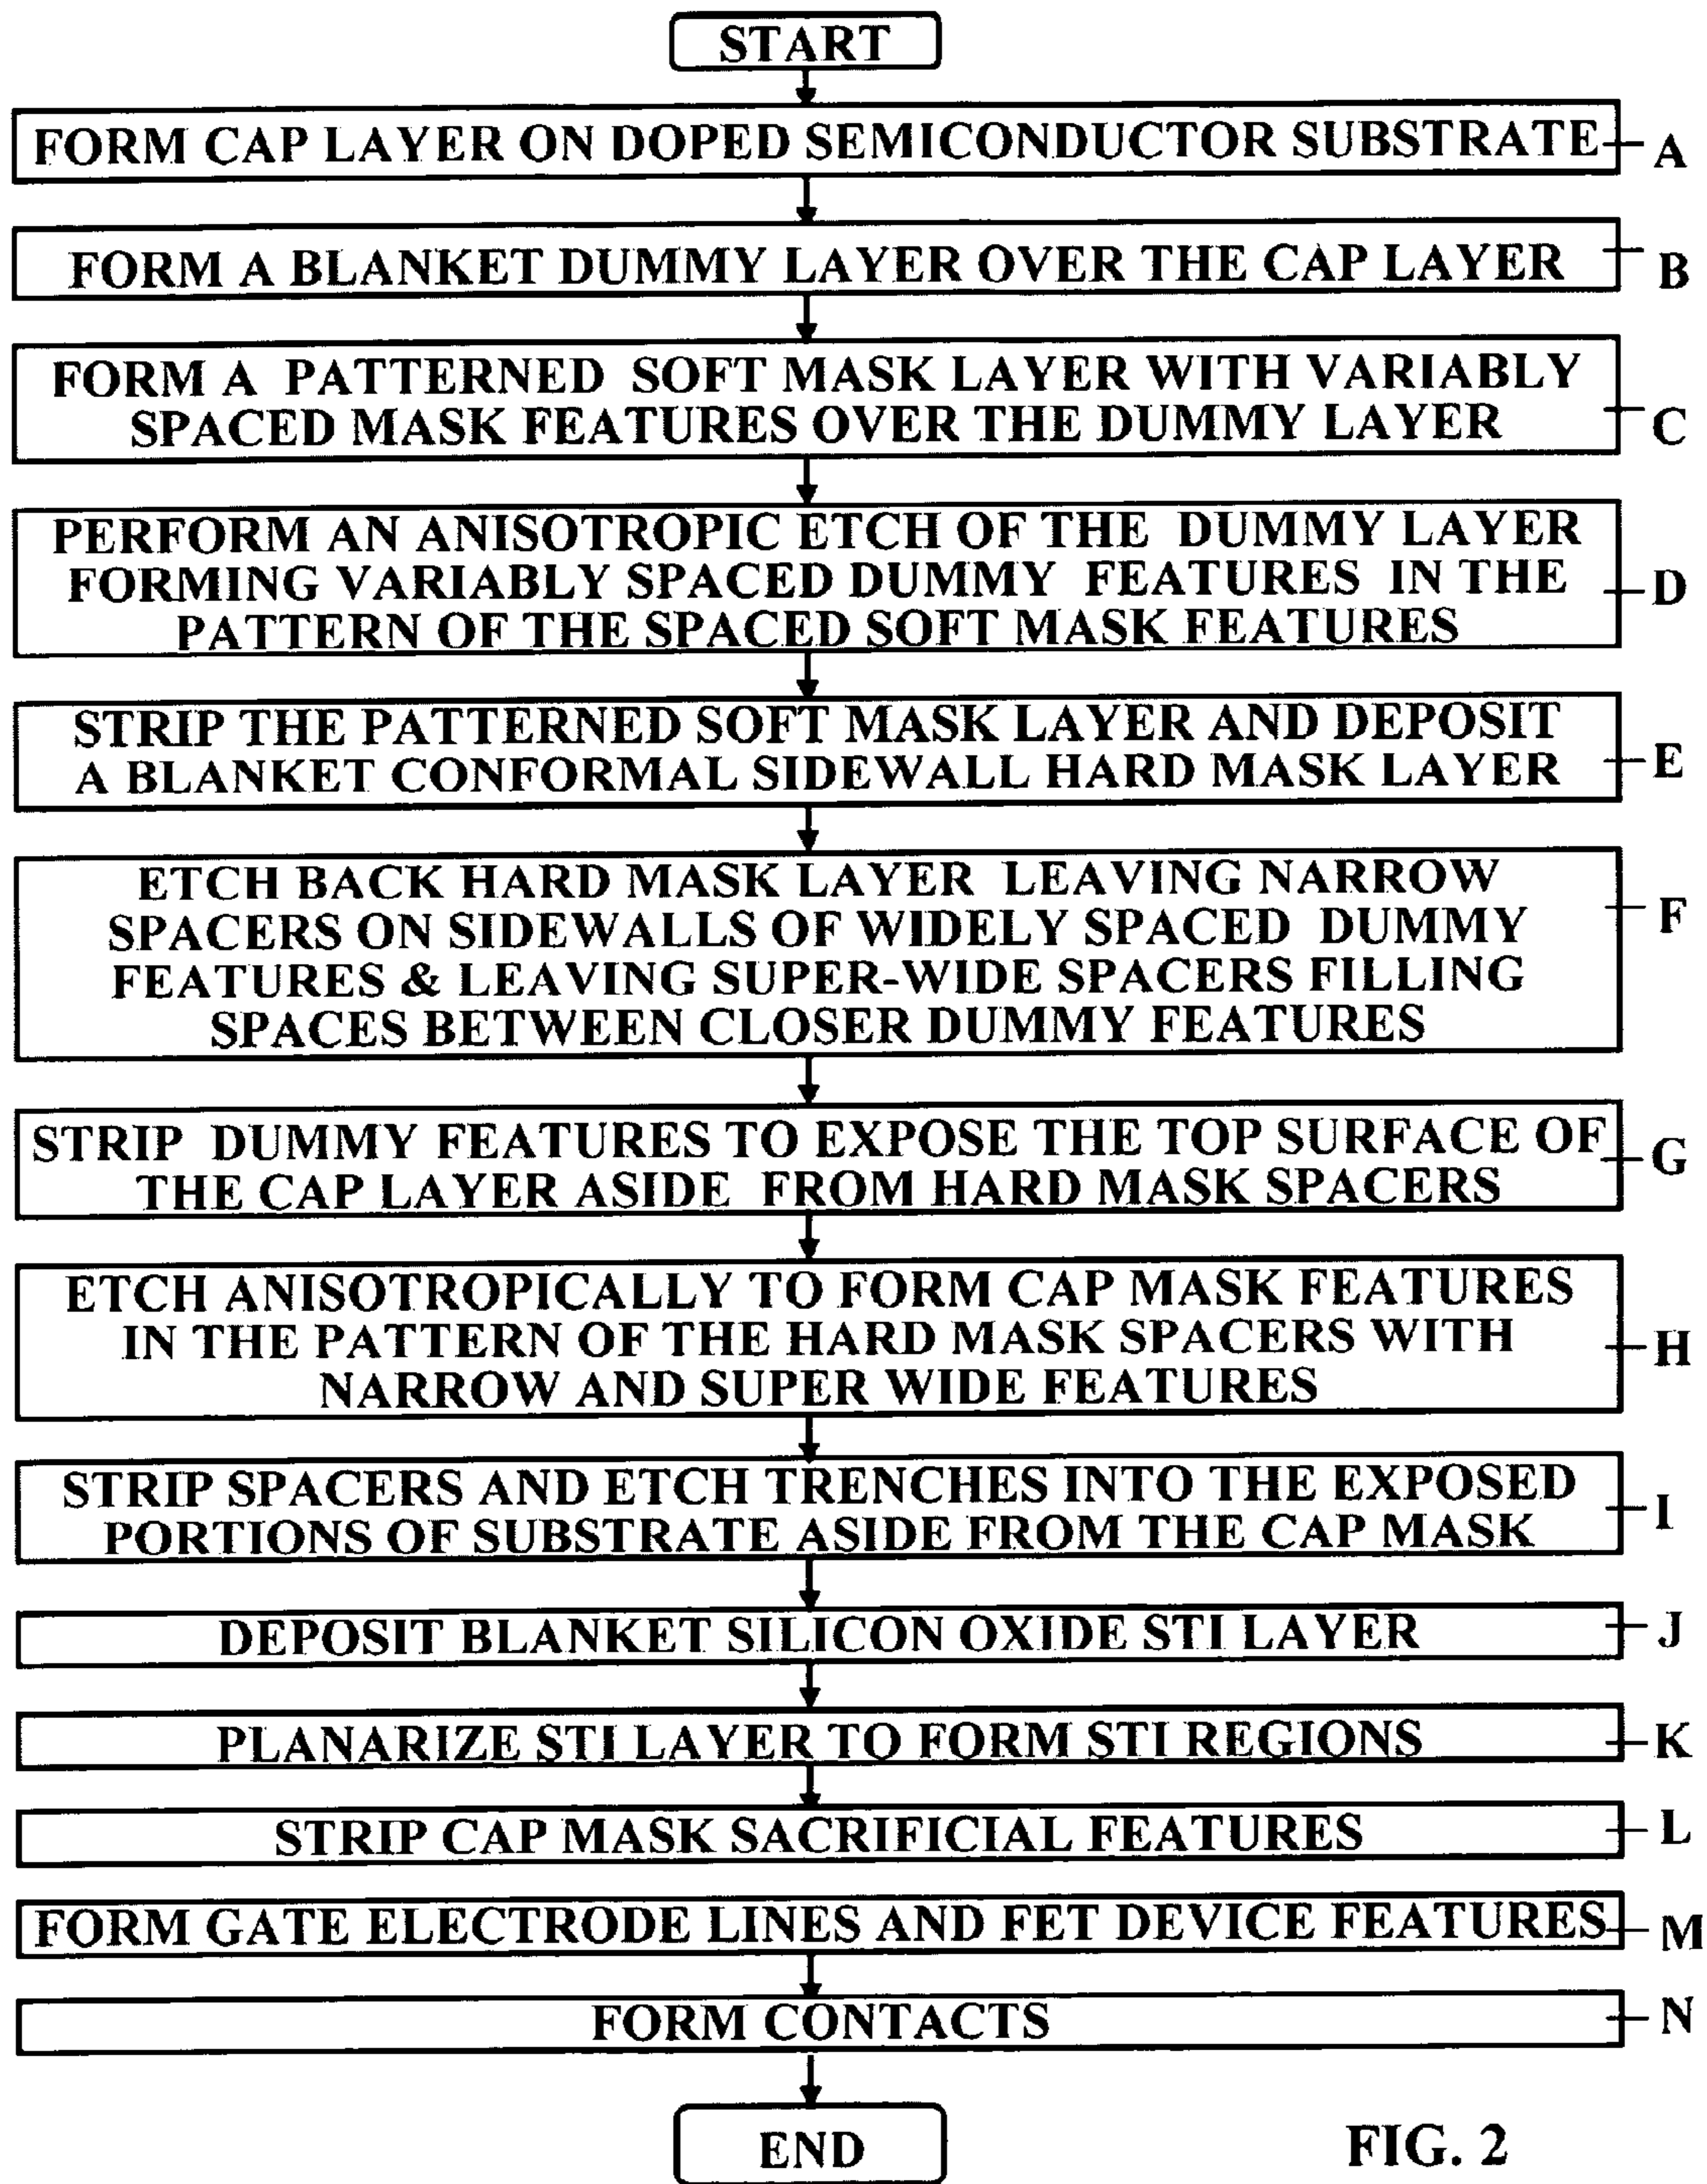 START
FORM CAP LAYER ON DOPED SEMICONDUCTOR SUBSTRATE
A
FORM A BLANKET DUMMY LAYER OVER THE CAP LAYER
B
FORM A PATTERNED SOFT MASK LAYER WITH VARIABLY
SPACED MASK FEATURES OVER THE DUMMY LAYER
C
PERFORM AN ANISOTROPIC ETCH OF THE DUMMY LAYER
FORMING VARIABLY SPACED DUMMY FEATURES IN THE
PATTERN OF THE SPACED SOFT MASK FEATURES
D
STRIP THE PATTERNED SOFT MASK LAYER AND DEPOSIT
A BLANKET CONFORMAL SIDEWALL HARD MASK LAYER
E
ETCH BACK HARD MASK LAYER LEAVING NARROW
SPACERS ON SIDEWALLS OF WIDELY SPACED DUMMY
FEATURES & LEAVING SUPER-WIDE SPACERS FILLING
SPACES BETWEEN CLOSER DUMMY FEATURES
F
STRIP DUMMY FEATURES TO EXPOSE THE TOP SURFACE OF
THE CAP LAYER ASIDE FROM HARD MASK SPACERS
G
ETCH ANISOTROPICALLY TO FORM CAP MASK FEATURES
IN THE PATTERN OF THE HARD MASK SPACERS WITH
NARROW AND SUPER WIDE FEATURES
H
STRIP SPACERS AND ETCH TRENCHES INTO THE EXPOSED
PORTIONS OF SUBSTRATE ASIDE FROM THE CAP MASK
I
DEPOSIT BLANKET SILICON OXIDE STI LAYER
J
PLANARIZE STI LAYER TO FORM STI REGIONS
K
STRIP CAP MASK SACRIFICIAL FEATURES
L
FORM GATE ELECTRODE LINES AND FET DEVICE FEATURES
M
FORM CONTACTS
N
END
FIG. 2